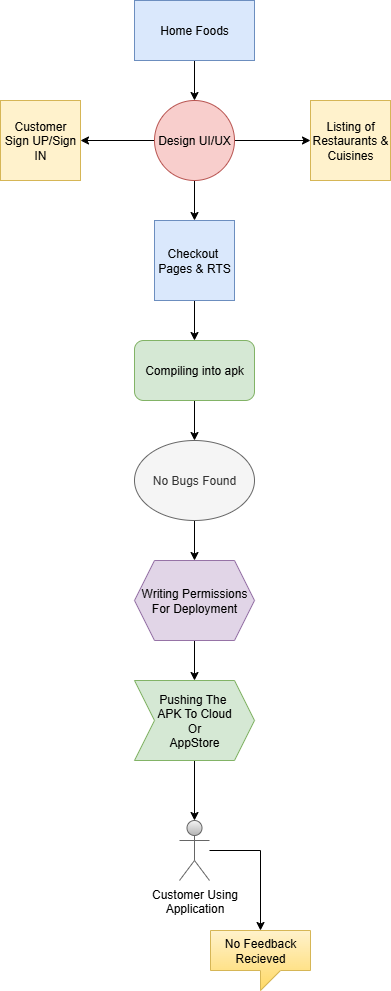 Home Foods
Customer
Sign UP/Sign
IN
Design UI/UX
Listing of
Restaurants &
Cuisines
Checkout
Pages & RTS
Compiling into apk
No Bugs Found
Writing Permissions
For Deployment
Pushing The
APK To Cloud
Or
AppStore
Customer Using
Application
No Feedback
Recieved